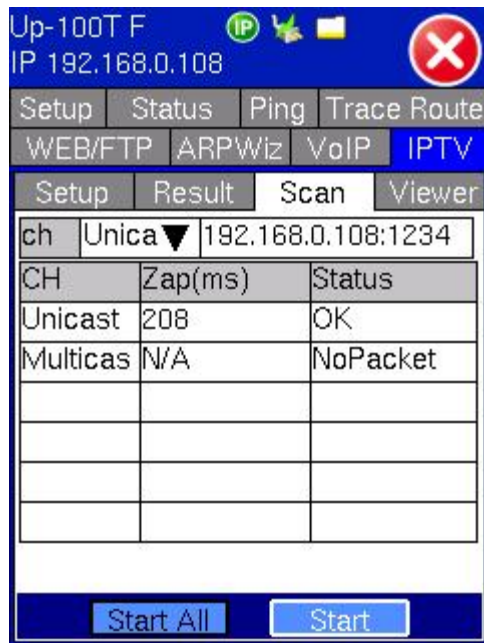 Up-100T F IP
IP 192.168.0.108
Setup Status Ping Trace Route
WEB/FTP ARPWiz VoIP IPTV
Setup Result Scan Viewer
ch Unica 192.168.0.108:1234
CH Zap(ms) Status
Unicast 208 OK
Multicas N/A NoPacket
Start All Start